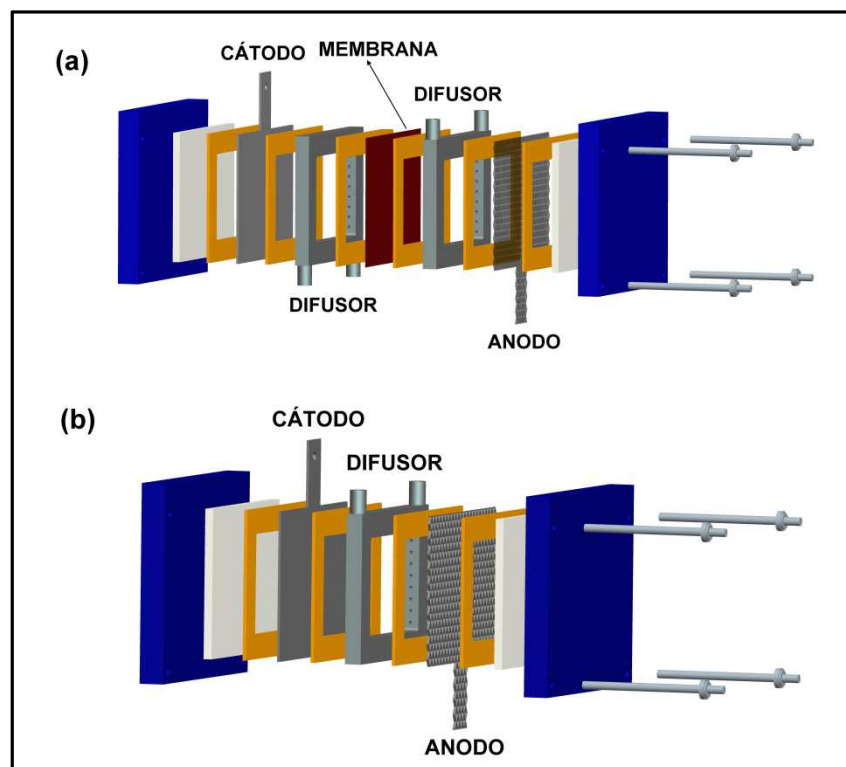 (a)
CÁTODO
MEMBRANA
DIFUSOR
DIFUSOR
ANODO
(b)
CÁTODO
DIFUSOR
ANODO